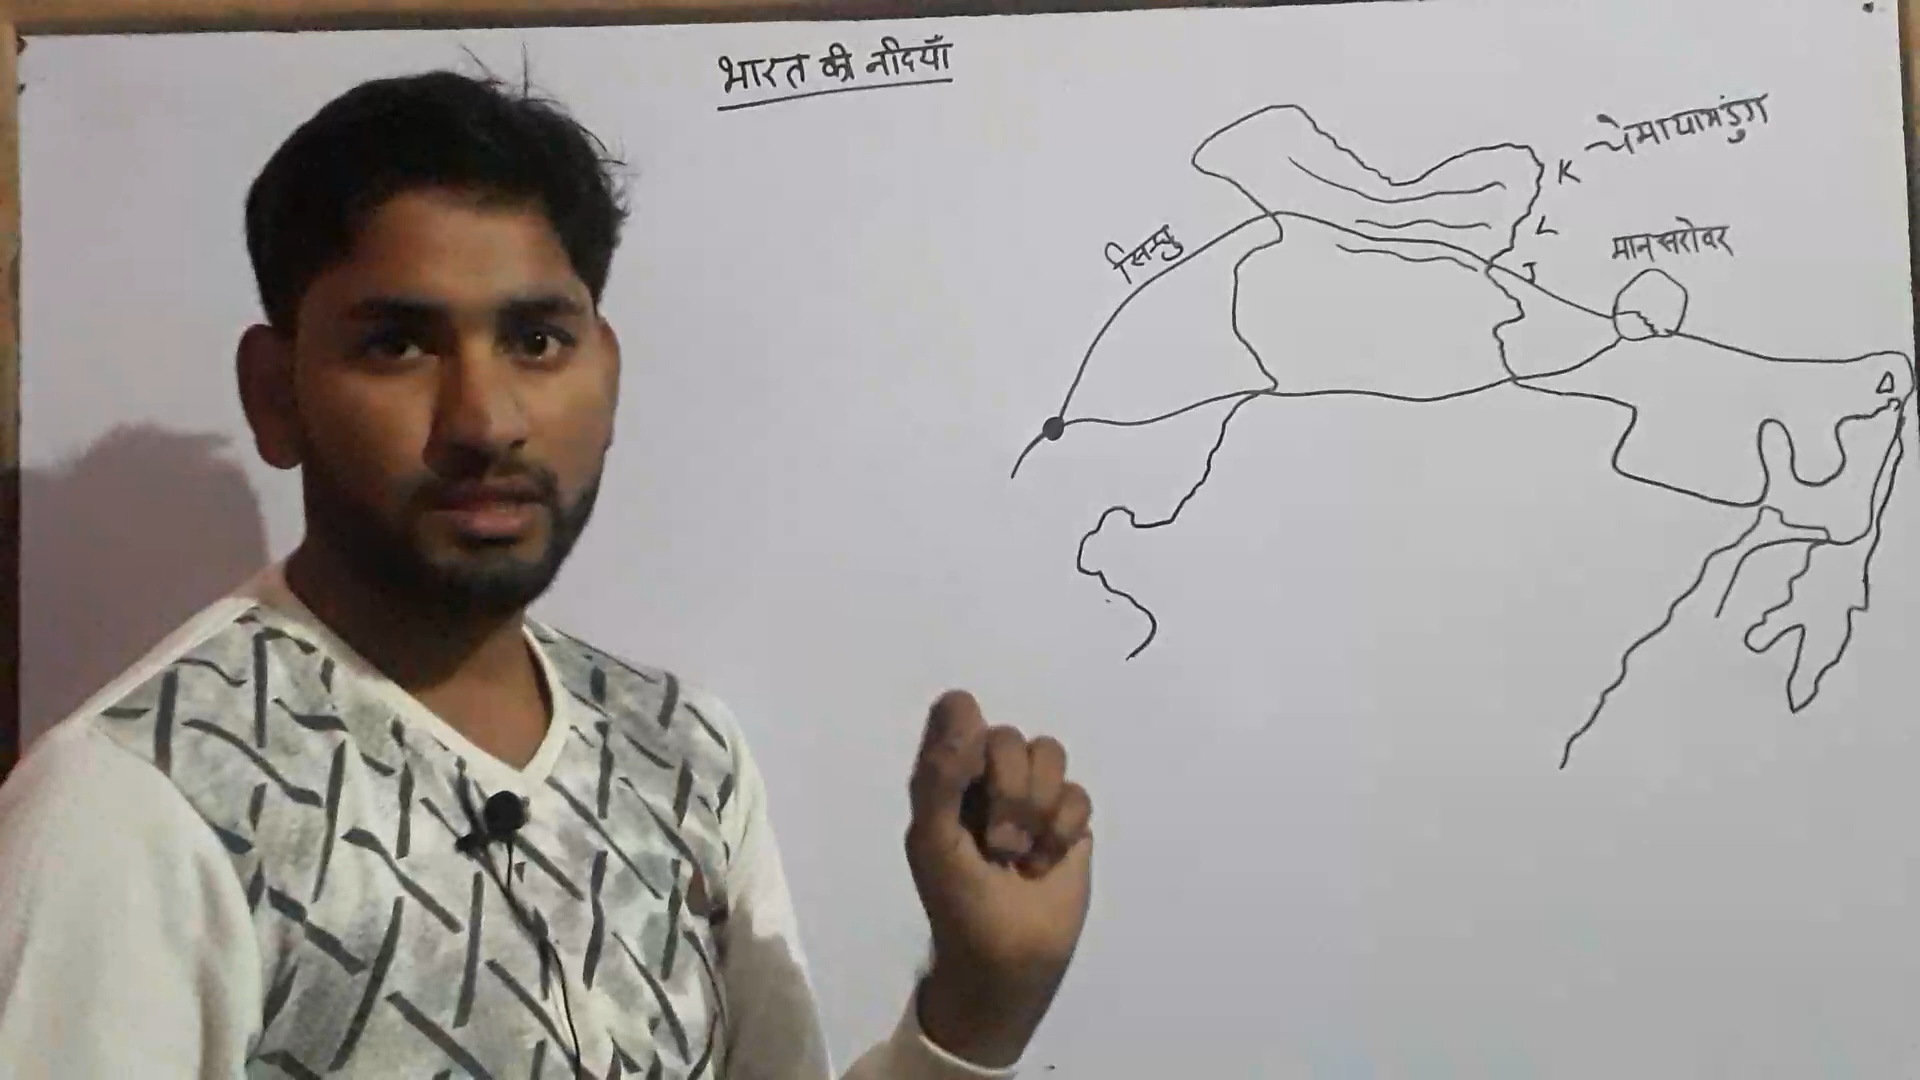 भारत की नदियाँ
चेमायुमडुंग
K
सिन्धु
L
मानसरोवर
J